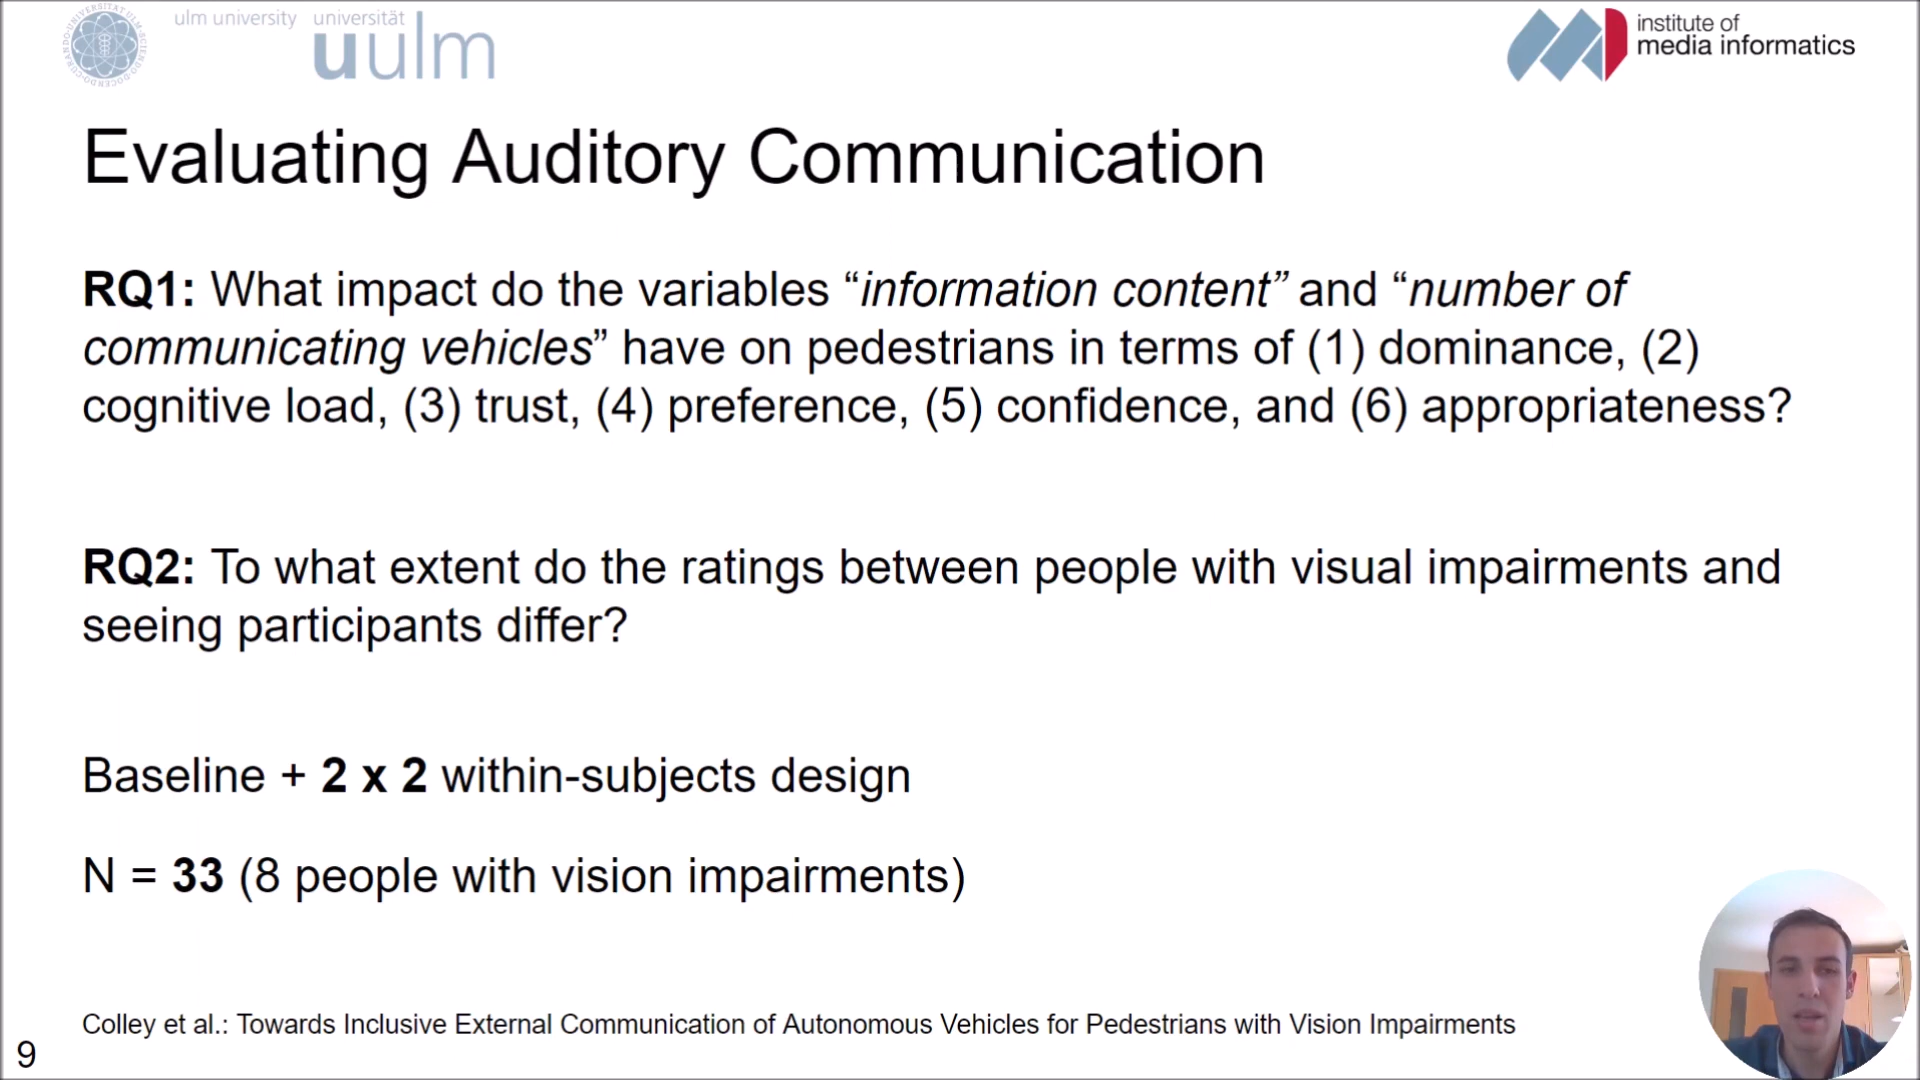 ulm university universität
uulm
institute of
media informatics
Evaluating Auditory Communication
RQ1: What impact do the variables “information content” and “number of
communicating vehicles” have on pedestrians in terms of (1) dominance, (2)
cognitive load, (3) trust, (4) preference, (5) confidence, and (6) appropriateness?
RQ2: To what extent do the ratings between people with visual impairments and
seeing participants differ?
Baseline + 2 x 2 within-subjects design
N = 33 (8 people with vision impairments)
Colley et al.: Towards Inclusive External Communication of Autonomous Vehicles for Pedestrians with Vision Impairments
9